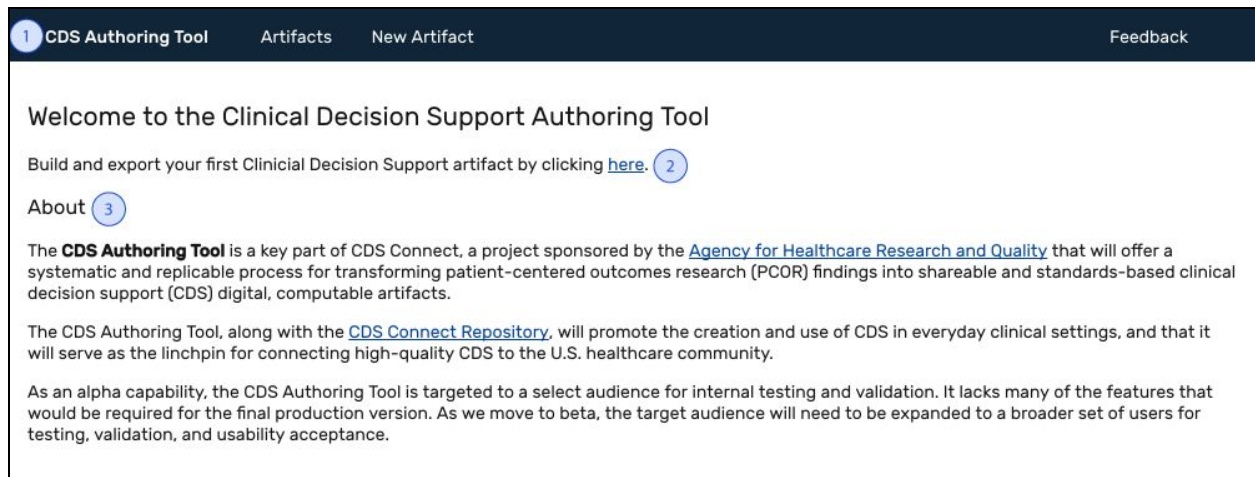 1 CDS Authoring Tool Artifacts New Artifact Feedback
Welcome to the Clinical Decision Support Authoring Tool
Build and export your first Clinicial Decision Support artifact by clicking here. 2
About 3
The CDS Authoring Tool is a key part of CDS Connect, a project sponsored by the Agency for Healthcare Research and Quality that will offer a
systematic and replicable process for transforming patient-centered outcomes research (PCOR) findings into shareable and standards-based clinical
decision support (CDS) digital, computable artifacts.
The CDS Authoring Tool, along with the CDS Connect Repository, will promote the creation and use of CDS in everyday clinical settings, and that it
will serve as the linchpin for connecting high-quality CDS to the U.S. healthcare community.
As an alpha capability, the CDS Authoring Tool is targeted to a select audience for internal testing and validation. It lacks many of the features that
would be required for the final production version. As we move to beta, the target audience will need to be expanded to a broader set of users for
testing, validation, and usability acceptance.